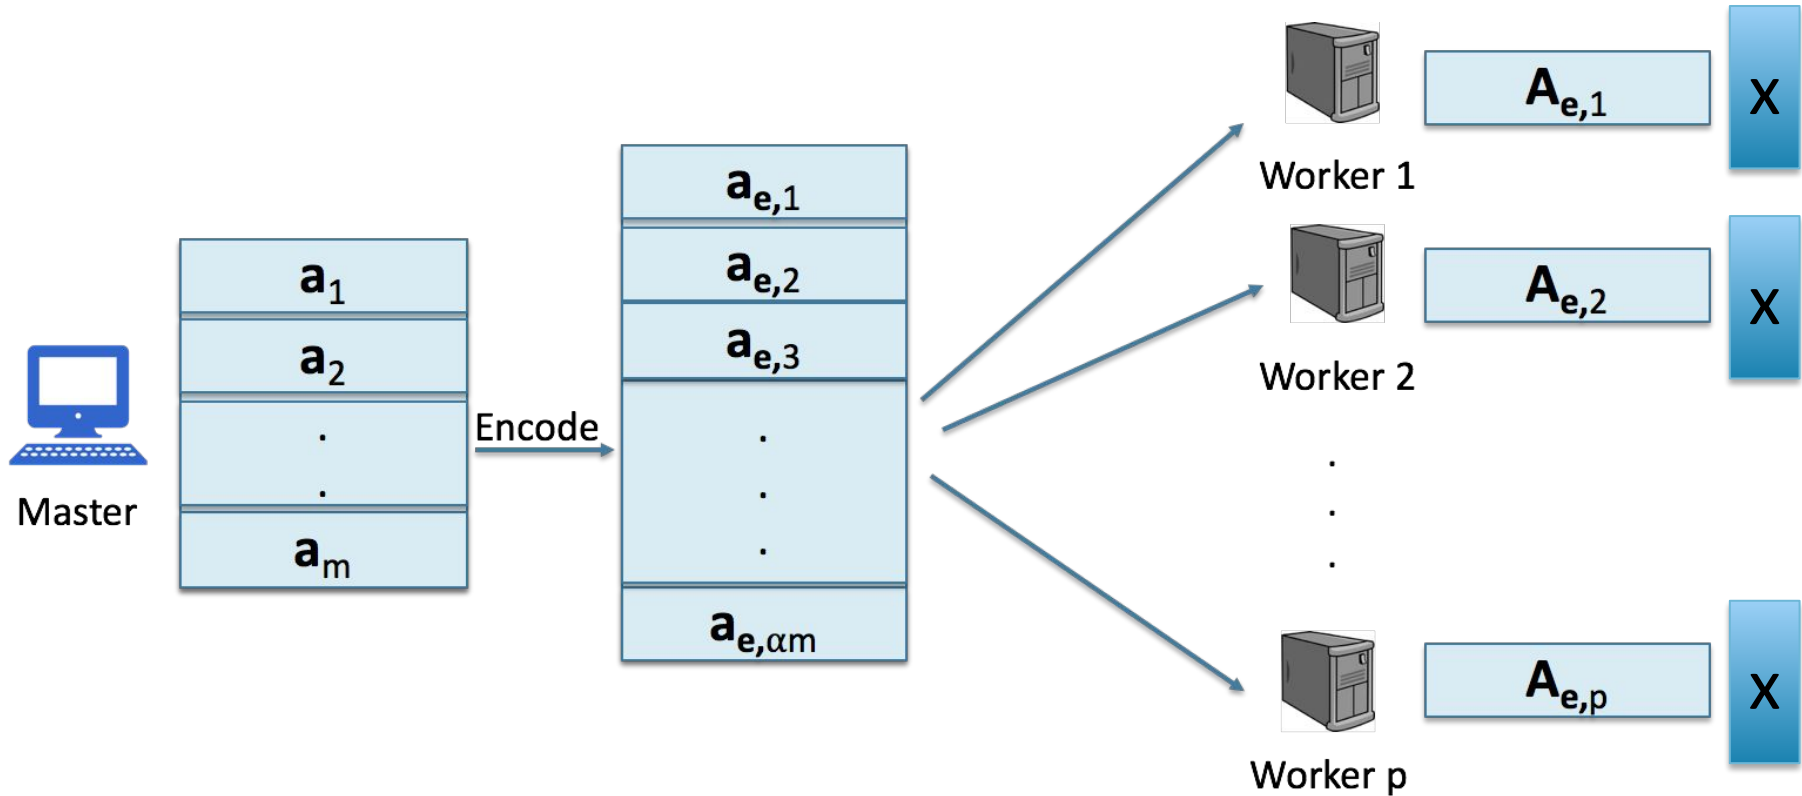 Master
a1
a2
.
.
am
Encode
ae,1
ae,2
ae,3
.
.
.
ae,αm
Worker 1
Ae,1
X
Worker 2
Ae,2
X
.
.
.
Worker p
Ae,p
X